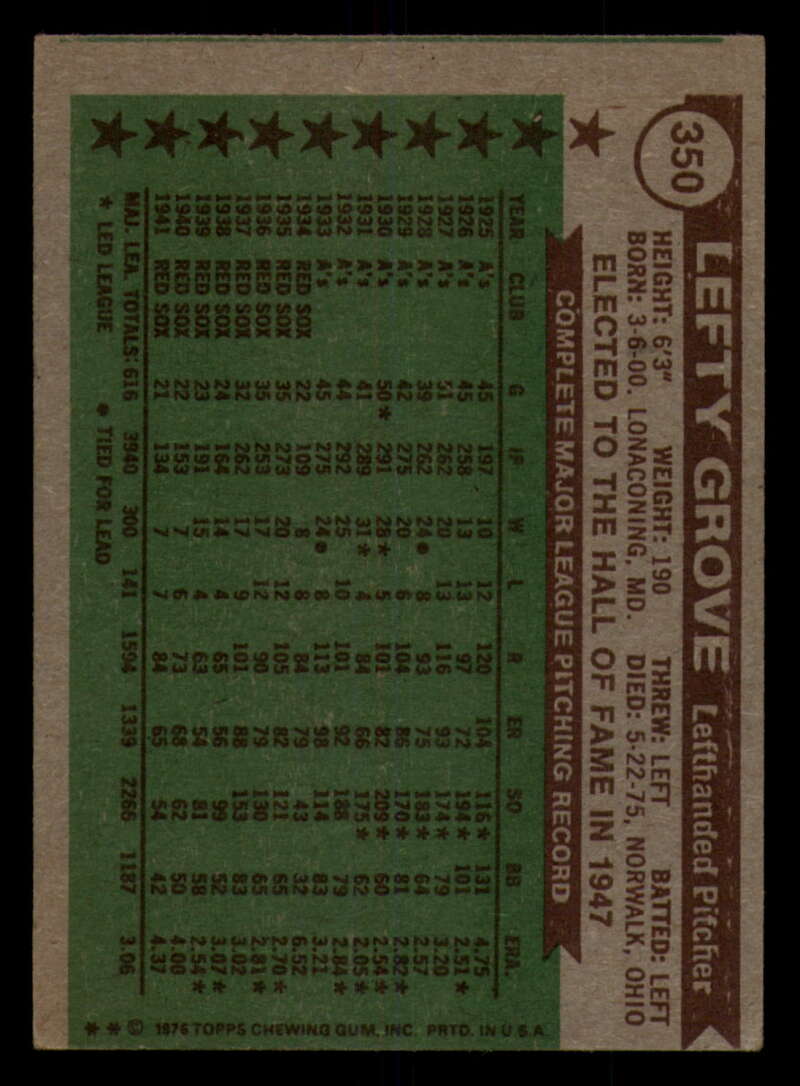 350
LEFTY GROVE Lefthanded Pitcher
HEIGHT: 6'3" WEIGHT: 190 THREW: LEFT BATTED: LEFT
BORN: 3-6-00. LONACONING, MD. DIED: 5-22-75, NORWALK, OHIO
ELECTED TO THE HALL OF FAME IN 1947
COMPLETE MAJOR LEAGUE PITCHING RECORD
YEAR CLUB G IP W L R ER SO BB ERA.
1925 A's 45 197 10 12 120 104 116★ 131 4.75
1926 A's 45 258 13 13 97 72 194★ 101 2.51★
1927 A's 51 262 20 13 116 93 174★ 79 3.20
1928 A's 39 262 24● 8 93 75 183★ 64 2.57
1929 A's 42 275 20 6 104 86 170★ 81 2.82★
1930 A's 50★ 291 28★ 5 101 82 209★ 60 2.54★
1931 A's 41 289 31★ 4 84 66 175★ 62 2.05★
1932 A's 44 292 25 10 101 92 188 79 2.84★
1933 A's 45 275 24● 8 113 98 114 83 3.21
1934 RED SOX 22 109 8 8 84 79 43 32 6.52
1935 RED SOX 35 273 20 12 105 82 121 65 2.70★
1936 RED SOX 35 253 17 12 90 79 130 65 2.81★
1937 RED SOX 32 262 17 9 101 88 153 83 3.02
1938 RED SOX 24 164 14 4 65 56 99 52 3.07★
1939 RED SOX 23 191 15 4 63 54 81 58 2.54★
1940 RED SOX 22 153 7 6 73 68 62 50 4.00
1941 RED SOX 21 134 7 7 84 65 54 42 4.37
MAJ. LEA. TOTALS: 616 3940 300 141 1594 1339 2266 1187 3.06
★ LED LEAGUE ● TIED FOR LEAD
★★© 1976 TOPPS CHEWING GUM, INC. PRTD. IN U.S.A.